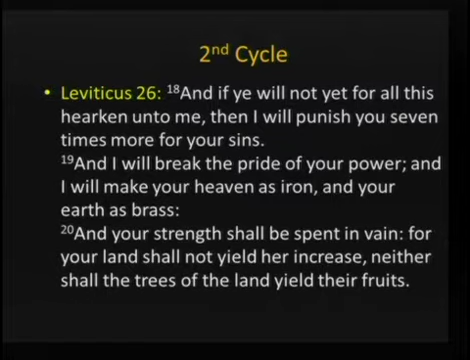 2nd Cycle
• Leviticus 26: 18And if ye will not yet for all this
hearken unto me, then I will punish you seven
times more for your sins.
19And I will break the pride of your power; and
I will make your heaven as iron, and your
earth as brass:
20And your strength shall be spent in vain: for
your land shall not yield her increase, neither
shall the trees of the land yield their fruits.